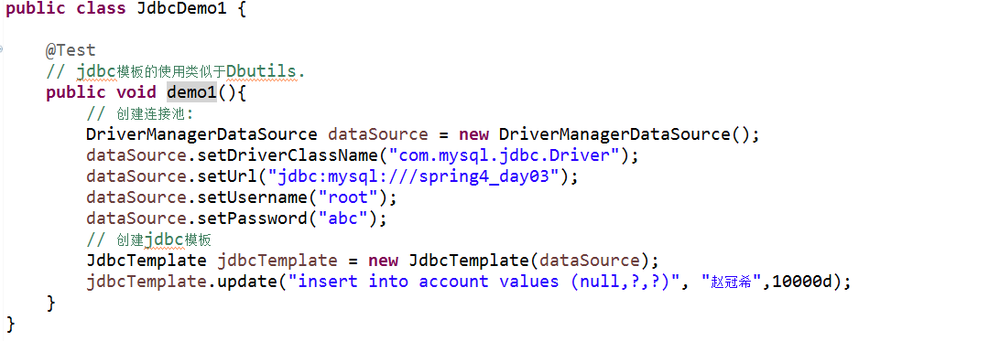 public class JdbcDemo1 {
@Test
// jdbc模板的使用类似于Dbutils.
public void demo1(){
// 创建连接池:
DriverManagerDataSource dataSource = new DriverManagerDataSource();
dataSource.setDriverClassName("com.mysql.jdbc.Driver");
dataSource.setUrl("jdbc:mysql:///spring4_day03");
dataSource.setUsername("root");
dataSource.setPassword("abc");
// 创建jdbc模板
JdbcTemplate jdbcTemplate = new JdbcTemplate(dataSource);
jdbcTemplate.update("insert into account values (null,?,?)", "赵冠希",10000d);
}
}